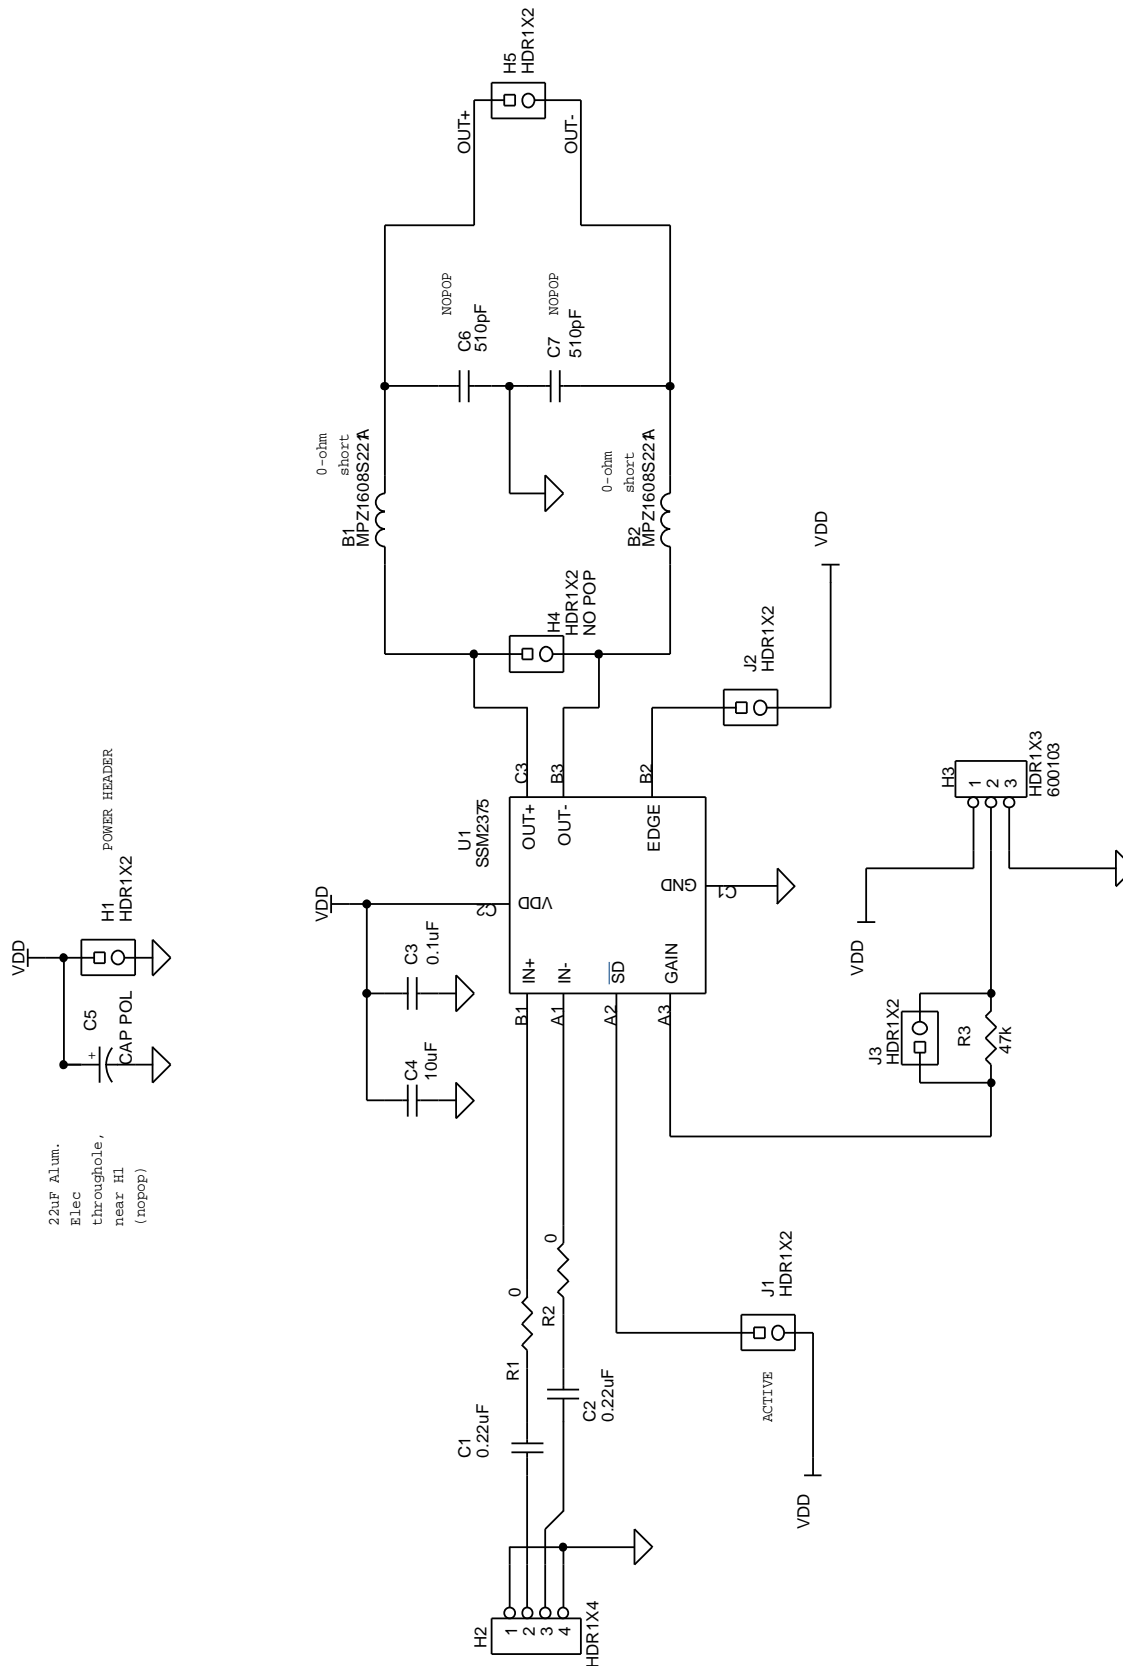 H5
HDR1X2
OUT+
OUT-
NOPOP
C6
510pF
NOPOP
C7
510pF
0-ohm
short
B1
MPZ1608S221A
0-ohm
short
B2
MPZ1608S221A
H4
HDR1X2
NO POP
VDD
J2
HDR1X2
POWER HEADER
H1
HDR1X2
VDD
C5
+
CAP POL
22uF Alum.
Elec
throughole,
near H1
(nopop)
U1
SSM2375
C3
B3
B2
OUT+
OUT-
EDGE
VDD
C2
VDD
GND
C1
IN+
IN-
SD
GAIN
B1
A1
A2
A3
C3
0.1uF
C4
10uF
H3
1
2
3
HDR1X3
600103
VDD
J3
HDR1X2
R3
47k
0
R1
0
R2
C1
0.22uF
C2
0.22uF
J1
HDR1X2
ACTIVE
VDD
H2
1
2
3
4
HDR1X4